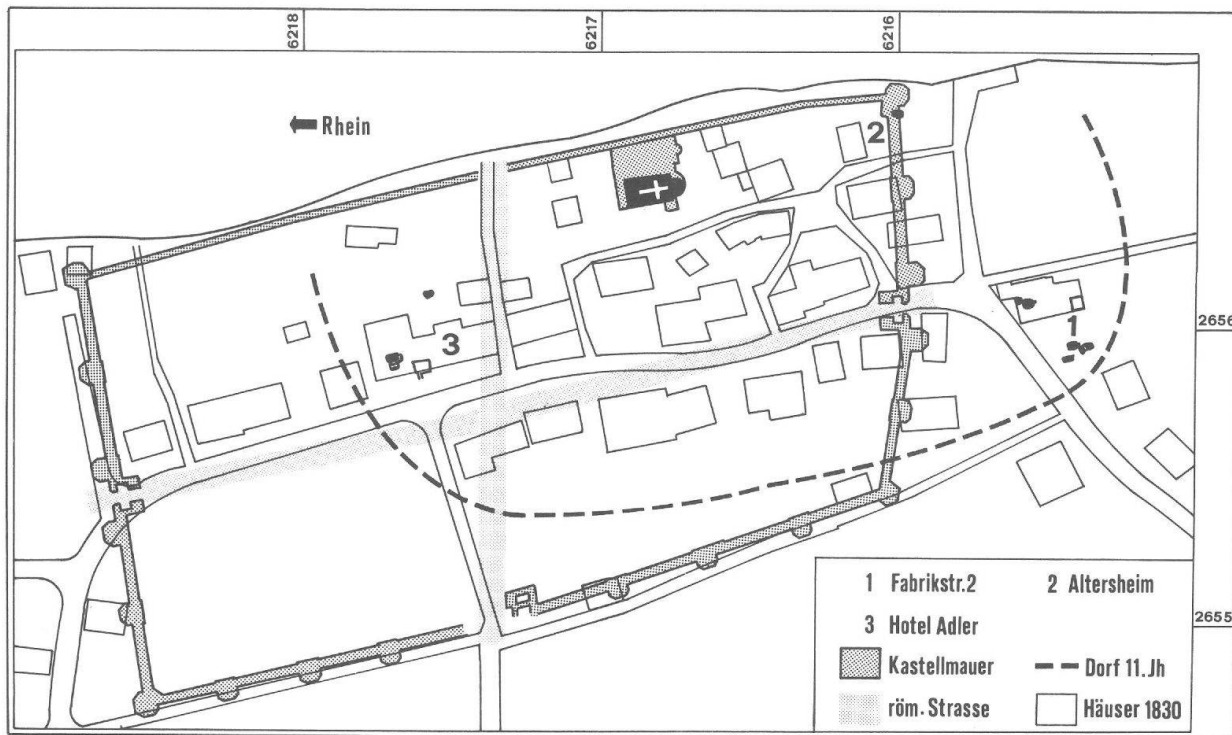 6218
6217
6216
← Rhein
2
2656
1
3
1 Fabrikstr.2
2 Altersheim
3 Hotel Adler
Kastellmauer
Dorf 11.Jh
röm. Strasse
Häuser 1830
2655